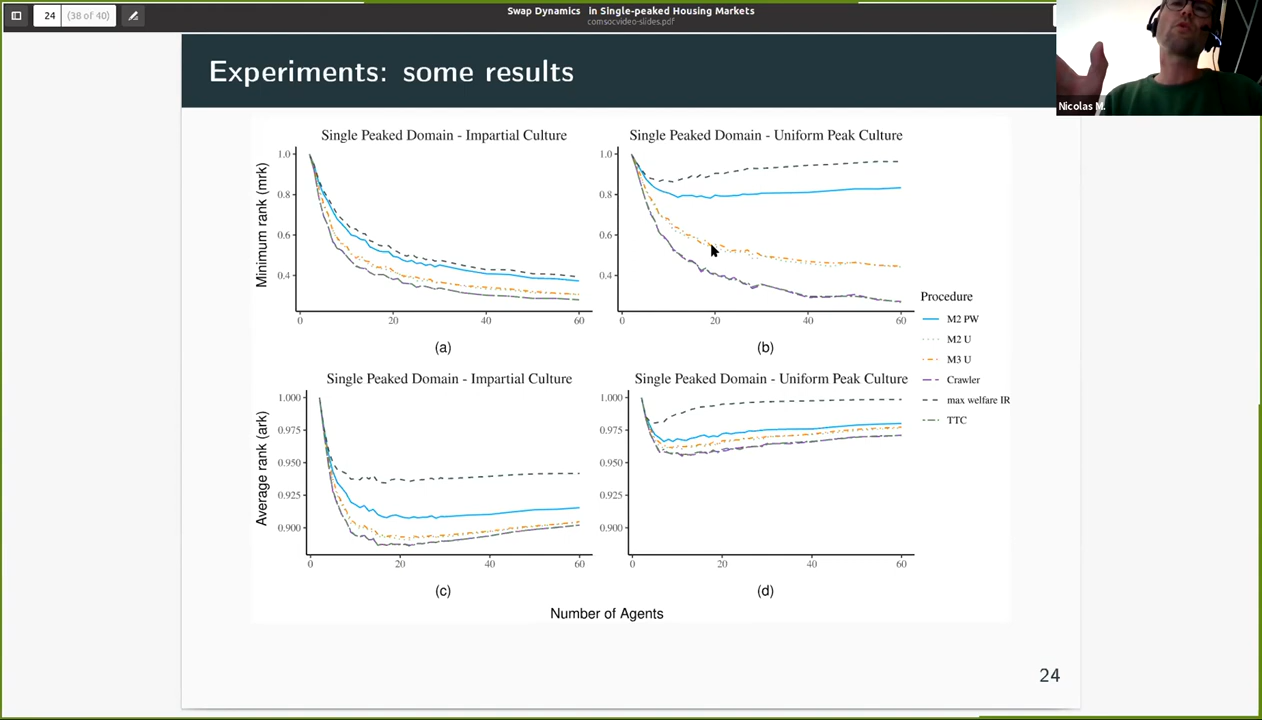 24 (38 of 40)
Swap Dynamics in Single-peaked Housing Markets
comsocvideo-slides.pdf
Nicolas M.
Experiments: some results
Single Peaked Domain - Impartial Culture
Minimum rank (mrk)
1.0
0.8
0.6
0.4
0 20 40 60
(a)
Single Peaked Domain - Uniform Peak Culture
1.0
0.8
0.6
0.4
0 20 40 60
(b)
Procedure
M2 PW
M2 U
M3 U
Crawler
max welfare IR
TTC
Single Peaked Domain - Impartial Culture
Average rank (ark)
1.000
0.975
0.950
0.925
0.900
0 20 40 60
(c)
Single Peaked Domain - Uniform Peak Culture
1.000
0.975
0.950
0.925
0.900
0 20 40 60
(d)
Number of Agents
24